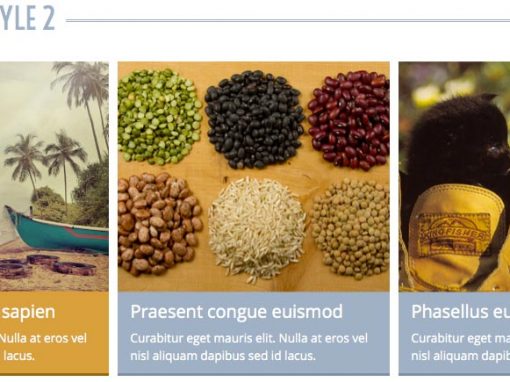 YLE 2
sapien
Nulla at eros vel
lacus.
Praesent congue euismod
Curabitur eget mauris elit. Nulla at eros vel
nisl aliquam dapibus sed id lacus.
Phasellus eu
Curabitur eget ma
nisl aliquam dapi